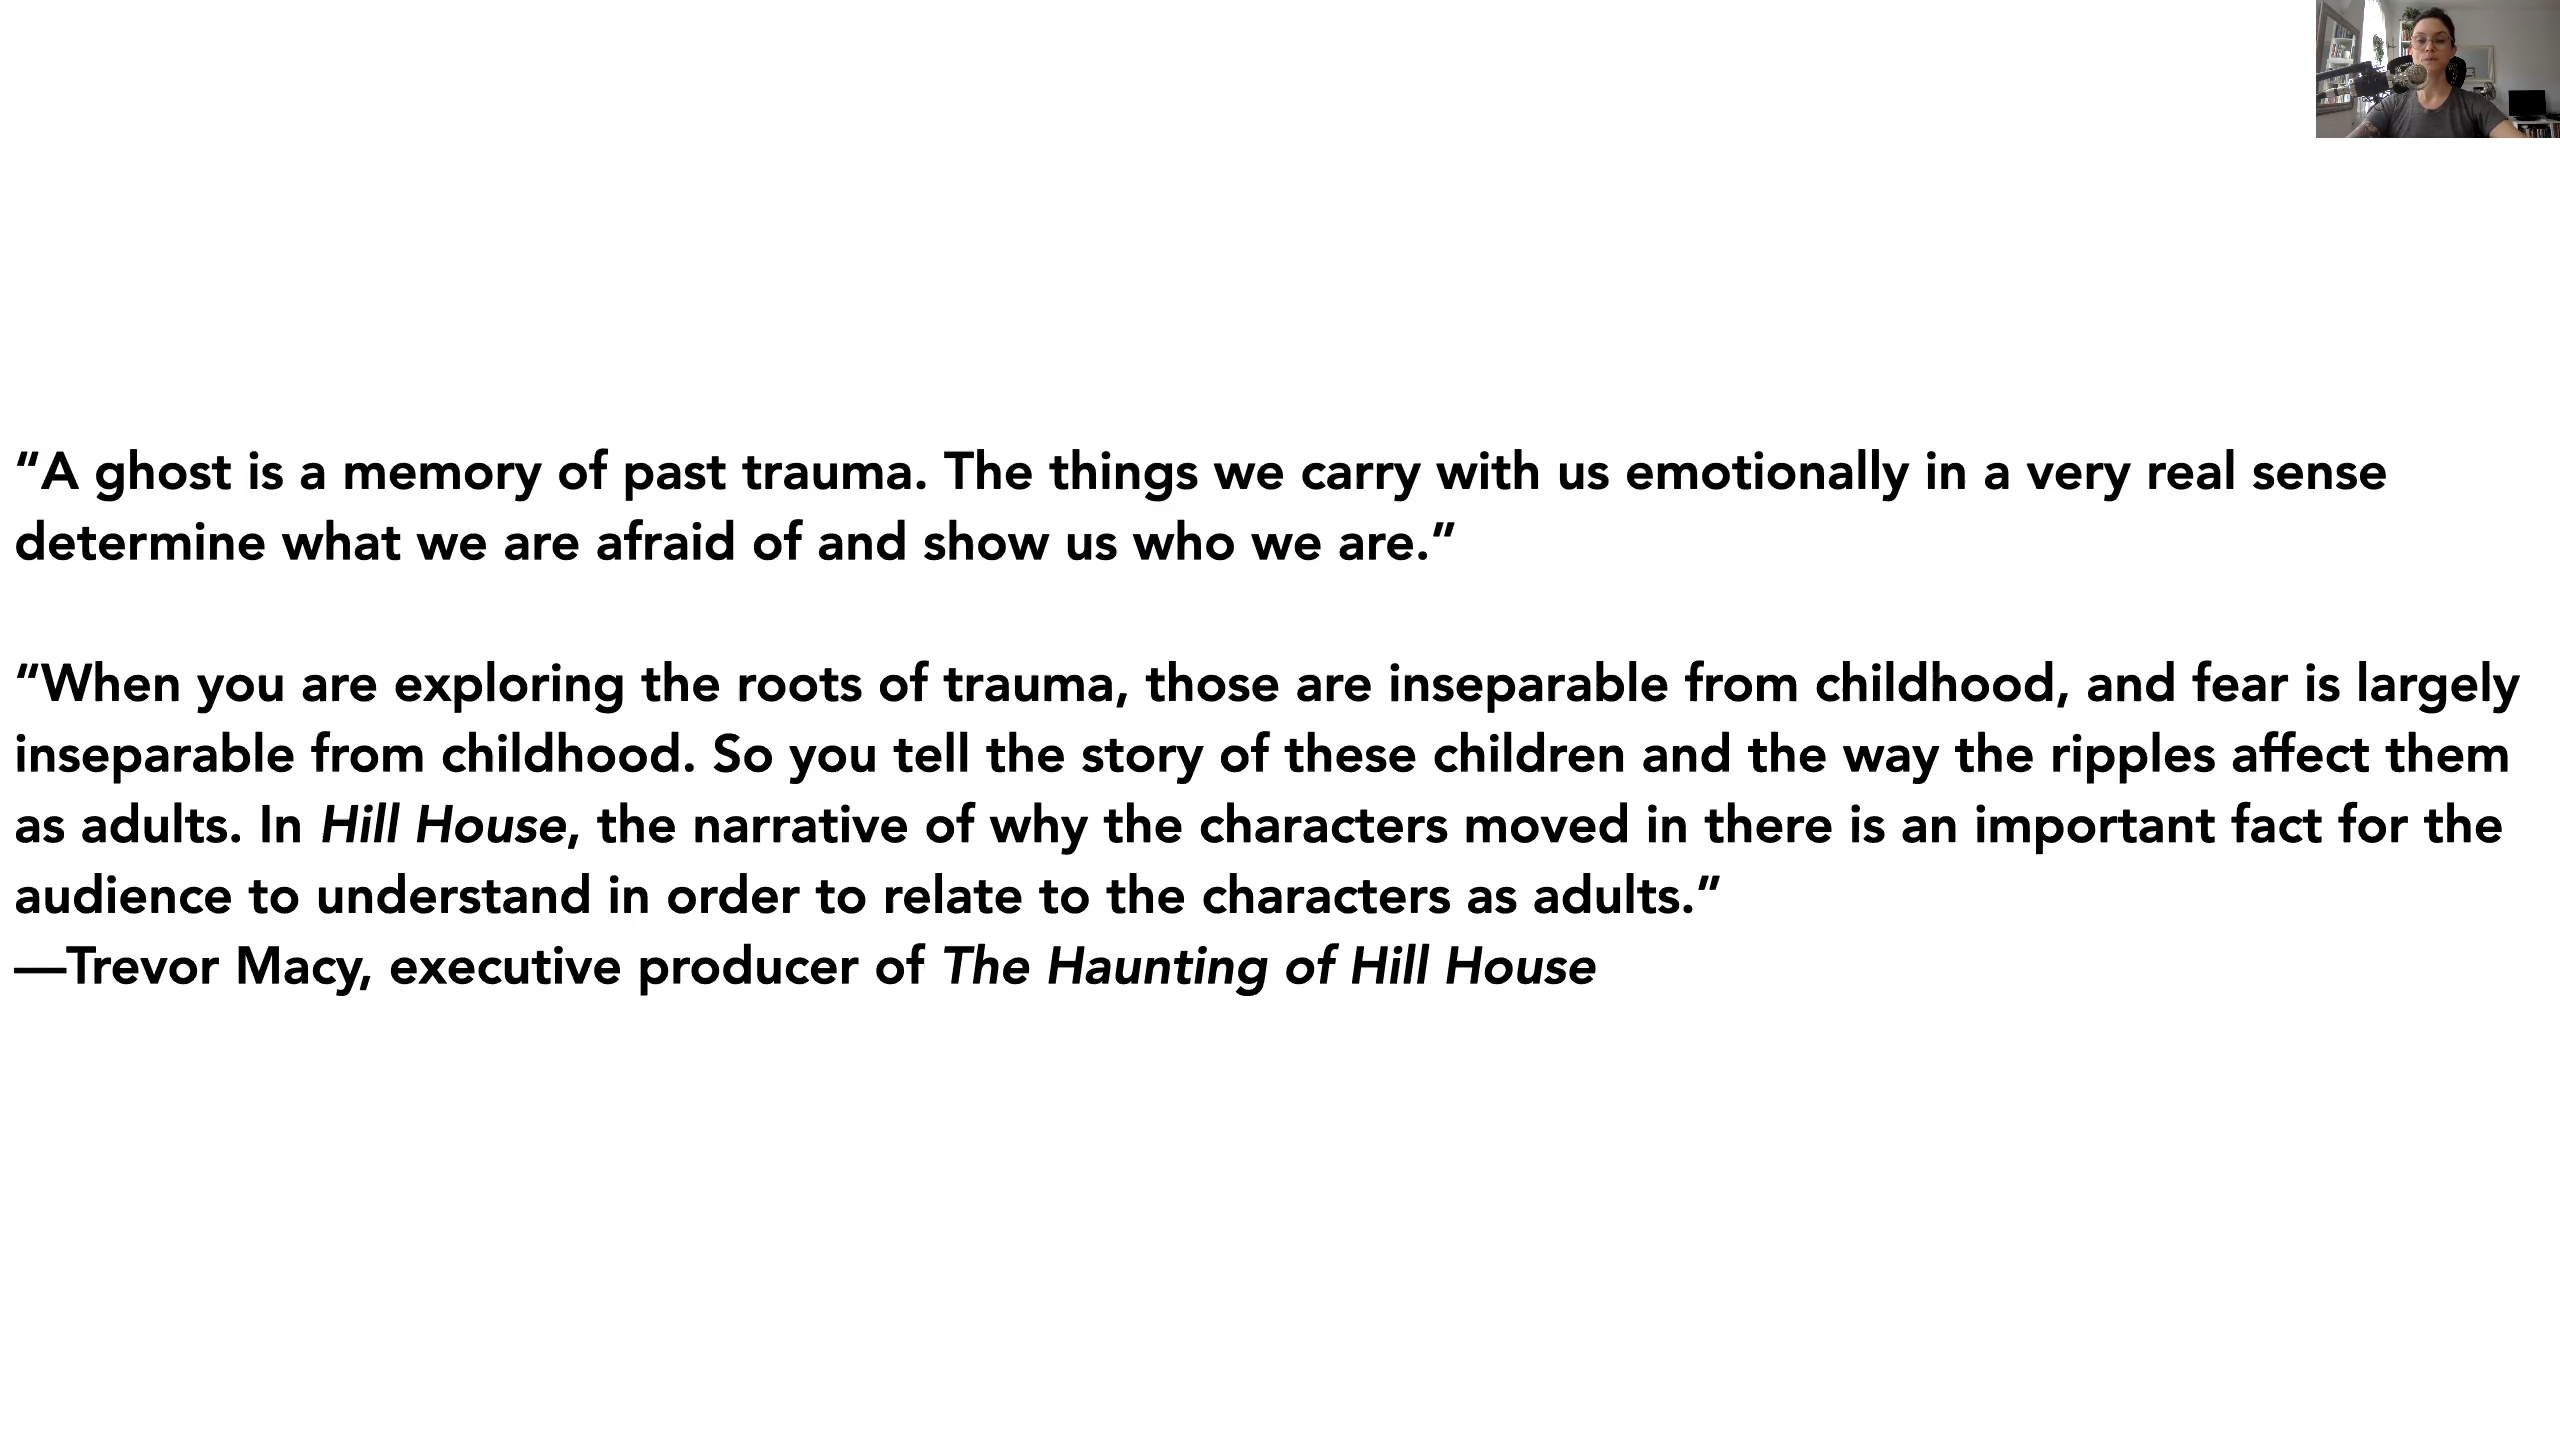 “A ghost is a memory of past trauma. The things we carry with us emotionally in a very real sense
determine what we are afraid of and show us who we are.”
“When you are exploring the roots of trauma, those are inseparable from childhood, and fear is largely
inseparable from childhood. So you tell the story of these children and the way the ripples affect them
as adults. In Hill House, the narrative of why the characters moved in there is an important fact for the
audience to understand in order to relate to the characters as adults.”
—Trevor Macy, executive producer of The Haunting of Hill House